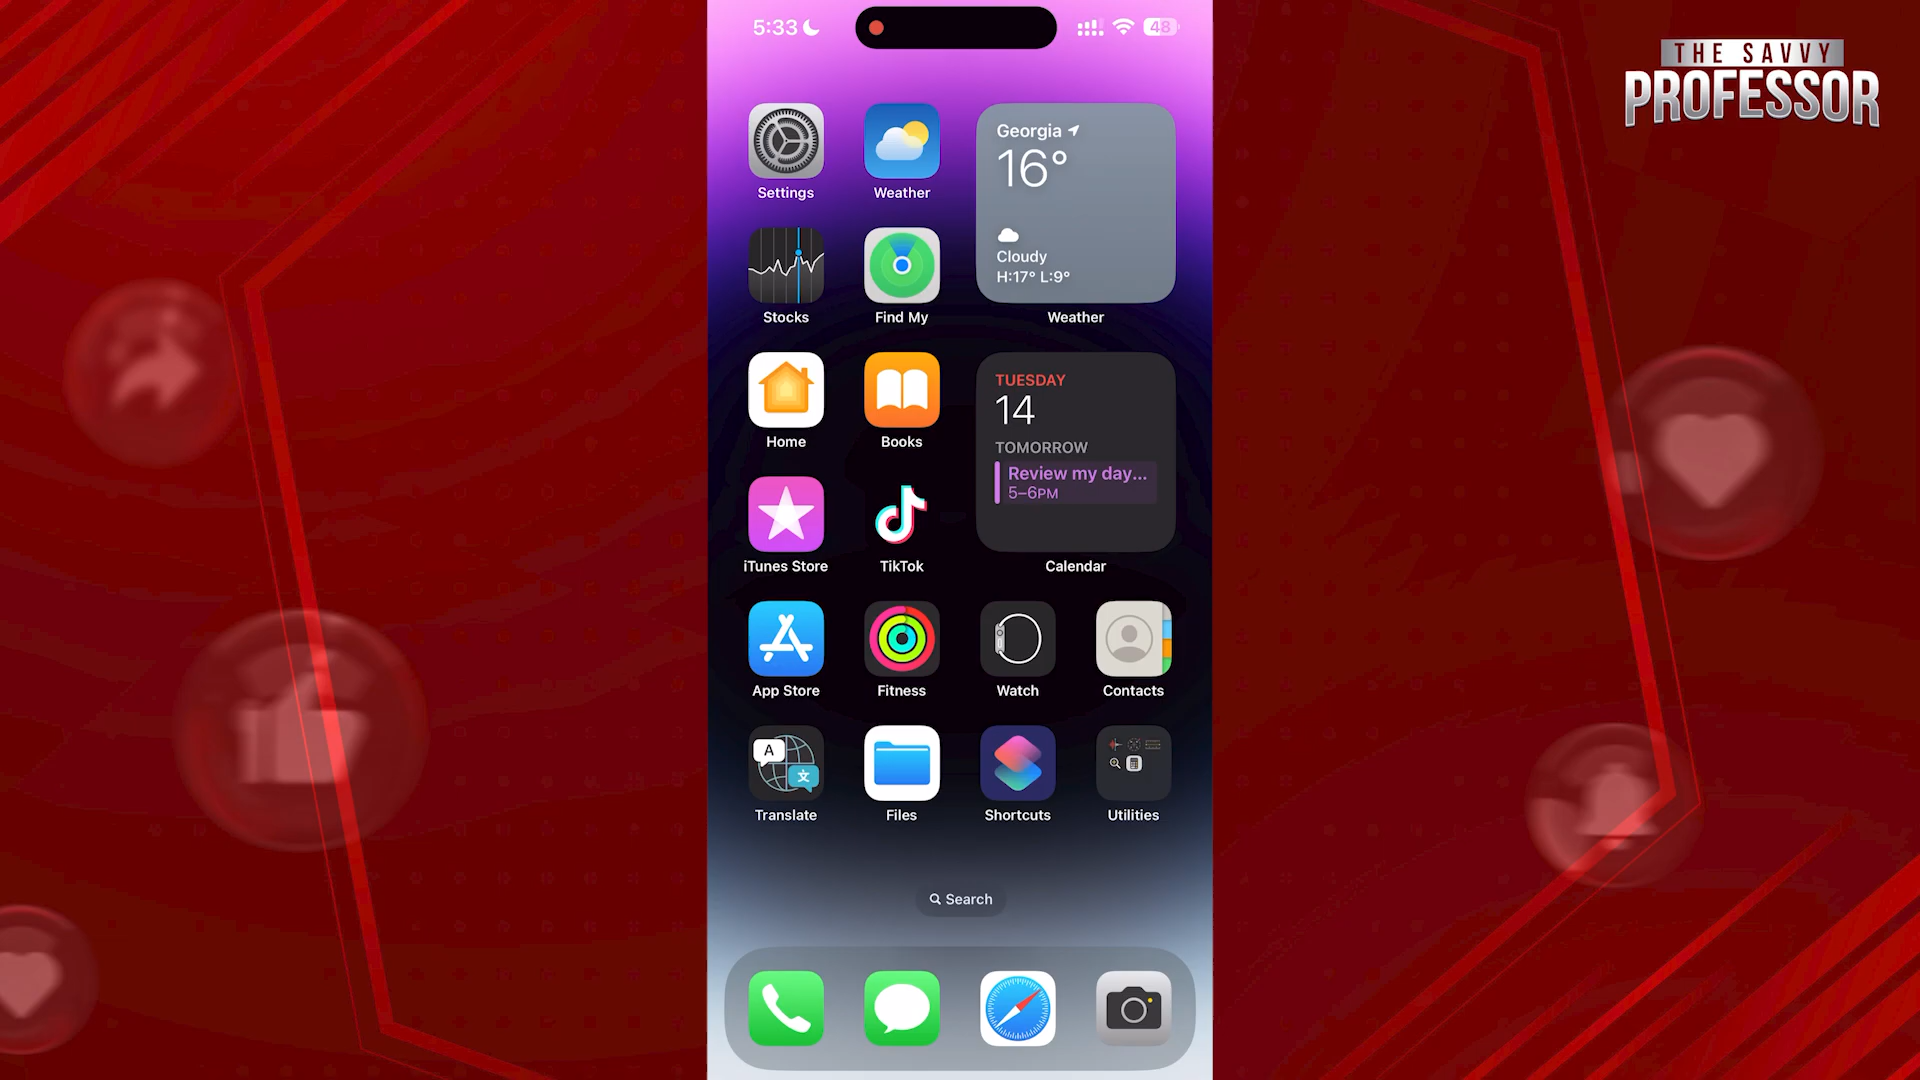 5:33
48
THE SAVVY
PROFESSOR
Georgia
16°
Cloudy
H:17° L:9°
Settings
Weather
Stocks
Find My
Weather
TUESDAY
14
TOMORROW
Review my day...
5–6PM
Home
Books
iTunes Store
TikTok
Calendar
App Store
Fitness
Watch
Contacts
A
文
Translate
Files
Shortcuts
Utilities
Search